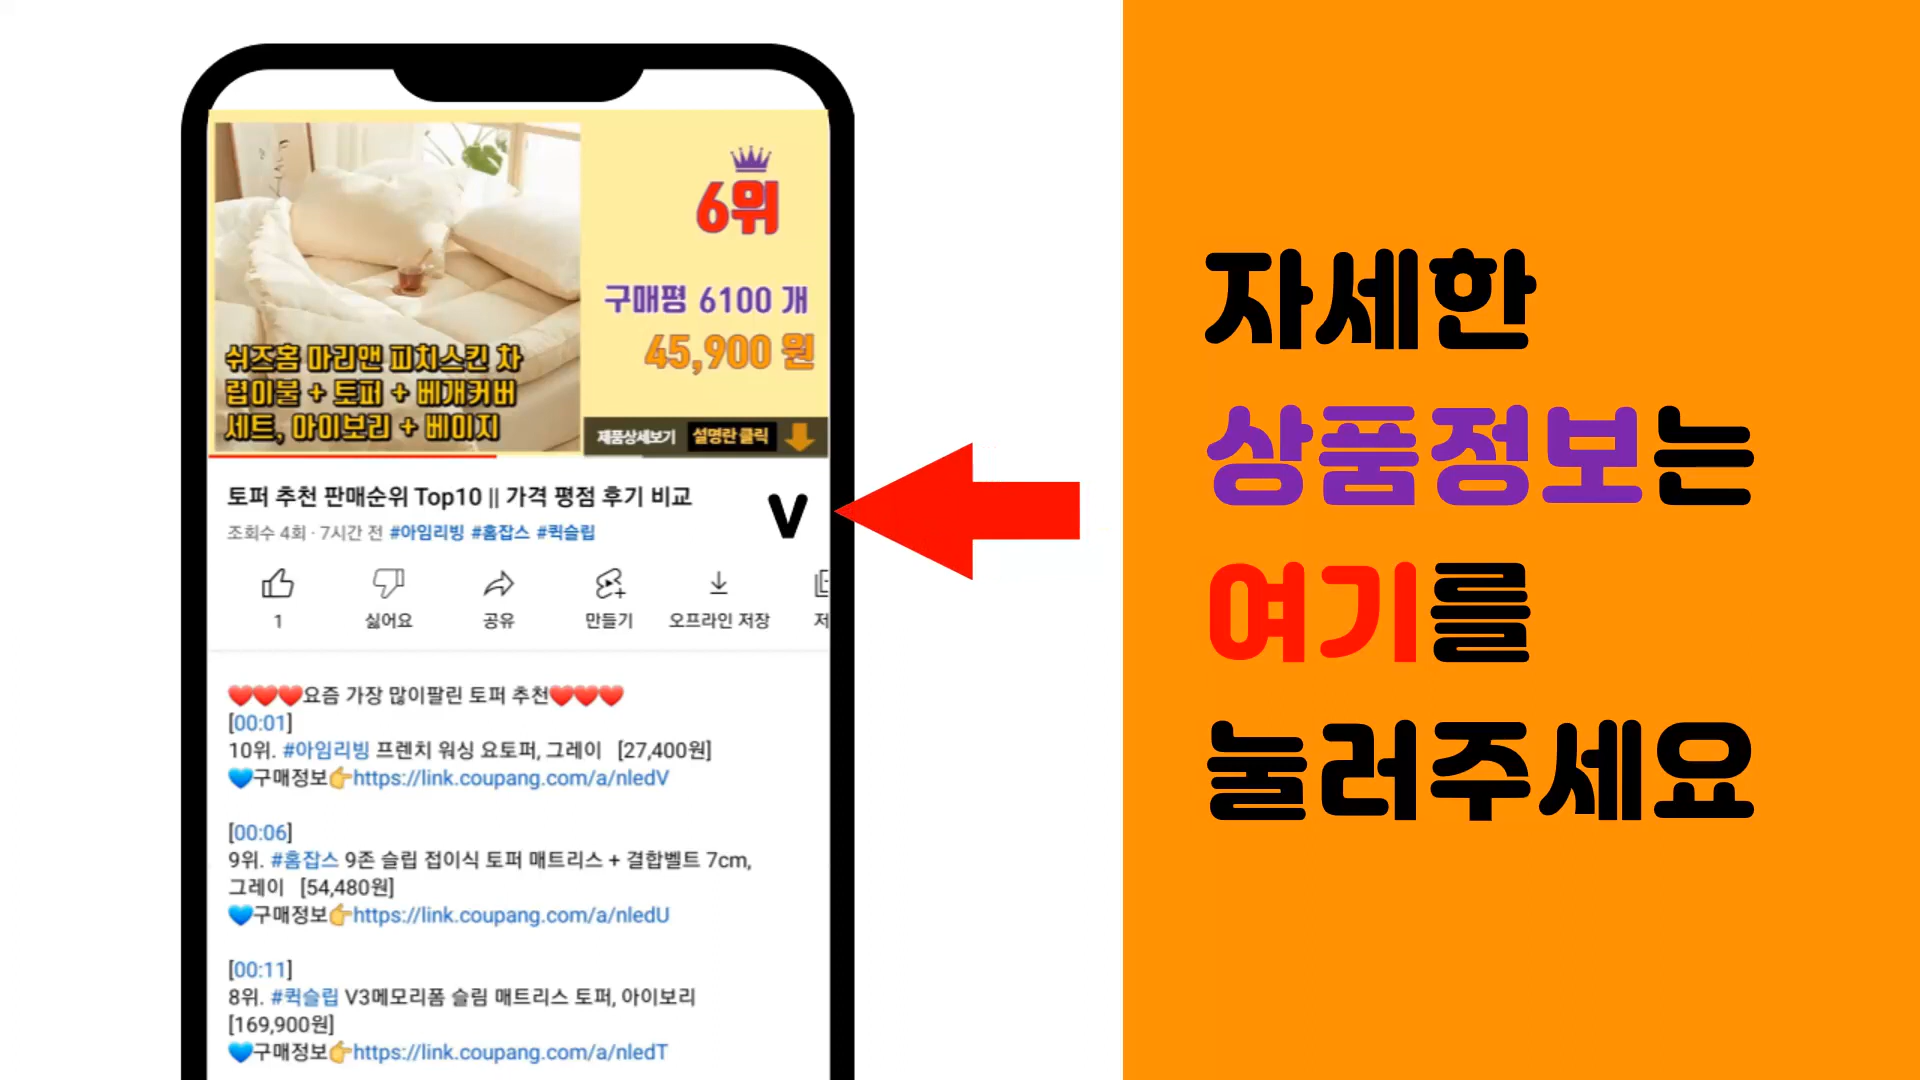 6위
구매평 6100 개
45,900 원
쉬즈홈 마리앤 피치스킨 차
렵이불 + 토퍼 + 베개커버
세트, 아이보리 + 베이지
제품상세보기 설명란 클릭
토퍼 추천 판매순위 Top10 || 가격 평점 후기 비교
V
조회수 4회 · 7시간 전 #아임리빙 #홈잡스 #퀵슬립
1 싫어요 공유 만들기 오프라인 저장 저
❤️❤️❤️요즘 가장 많이팔린 토퍼 추천❤️❤️❤️
[00:01]
10위. #아임리빙 프렌치 워싱 요토퍼, 그레이 [27,400원]
💙구매정보👉https://link.coupang.com/a/nledV
[00:06]
9위. #홈잡스 9존 슬립 접이식 토퍼 매트리스 + 결합벨트 7cm,
그레이 [54,480원]
💙구매정보👉https://link.coupang.com/a/nledU
[00:11]
8위. #퀵슬립 V3메모리폼 슬림 매트리스 토퍼, 아이보리
[169,900원]
💙구매정보👉https://link.coupang.com/a/nledT
자세한
상품정보는
여기를
눌러주세요